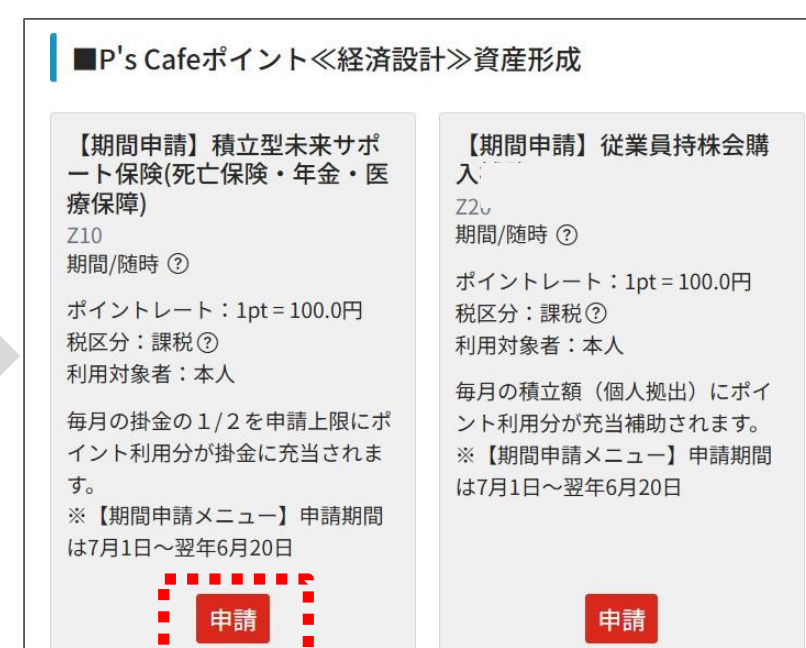 ■P's Cafeポイント≪経済設計≫資産形成
【期間申請】積立型未来サポ
ート保険(死亡保険・年金・医
療保障)
Z10
期間/随時 ?
ポイントレート：1pt = 100.0円
税区分：課税?
利用対象者：本人
毎月の掛金の１/２を申請上限にポ
イント利用分が掛金に充当されま
す。
※【期間申請メニュー】申請期間
は7月1日～翌年6月20日
申請
【期間申請】従業員持株会購
入
期間/随時 ?
ポイントレート：1pt = 100.0円
税区分：課税?
利用対象者：本人
毎月の積立額（個人拠出）にポイ
ント利用分が充当補助されます。
※【期間申請メニュー】申請期間
は7月1日～翌年6月20日
申請